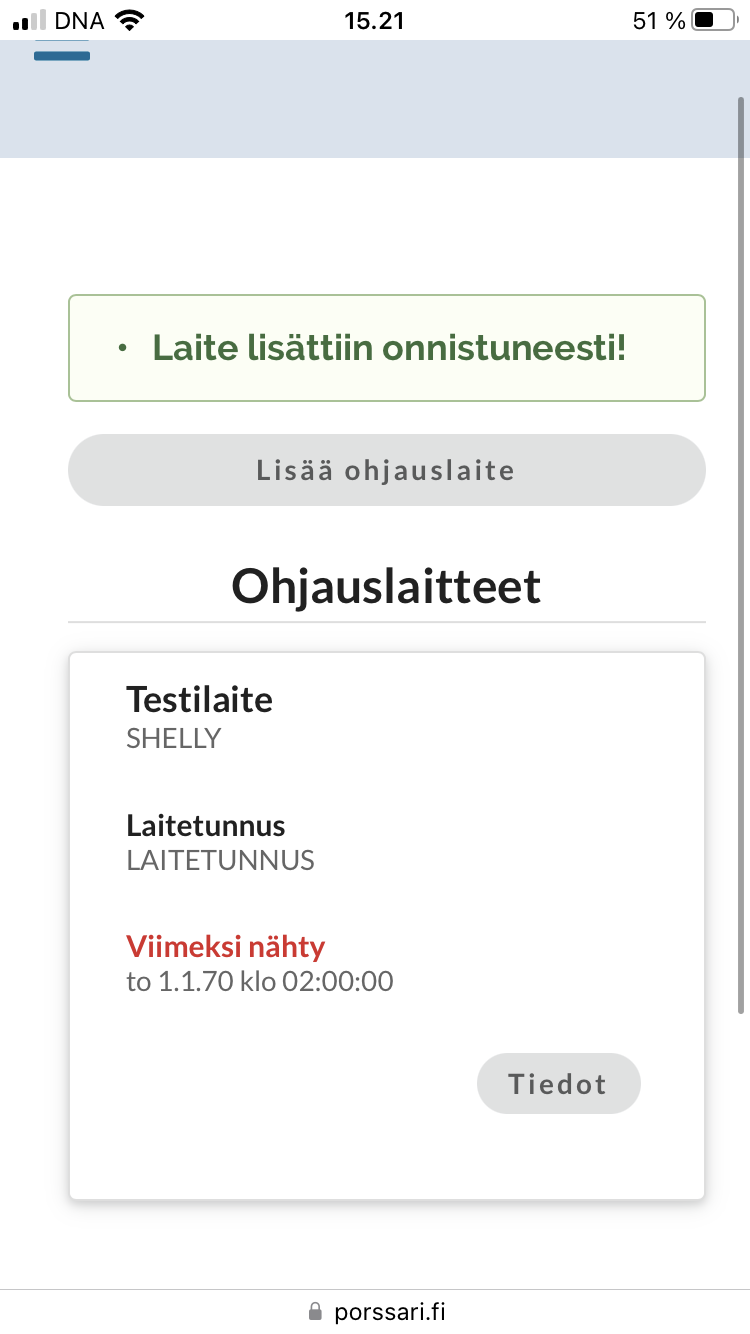 DNA 15.21 51 %
• Laite lisättiin onnistuneesti!
Lisää ohjauslaite
Ohjauslaitteet
Testilaite
SHELLY
Laitetunnus
LAITETUNNUS
Viimeksi nähty
to 1.1.70 klo 02:00:00
Tiedot
porssari.fi